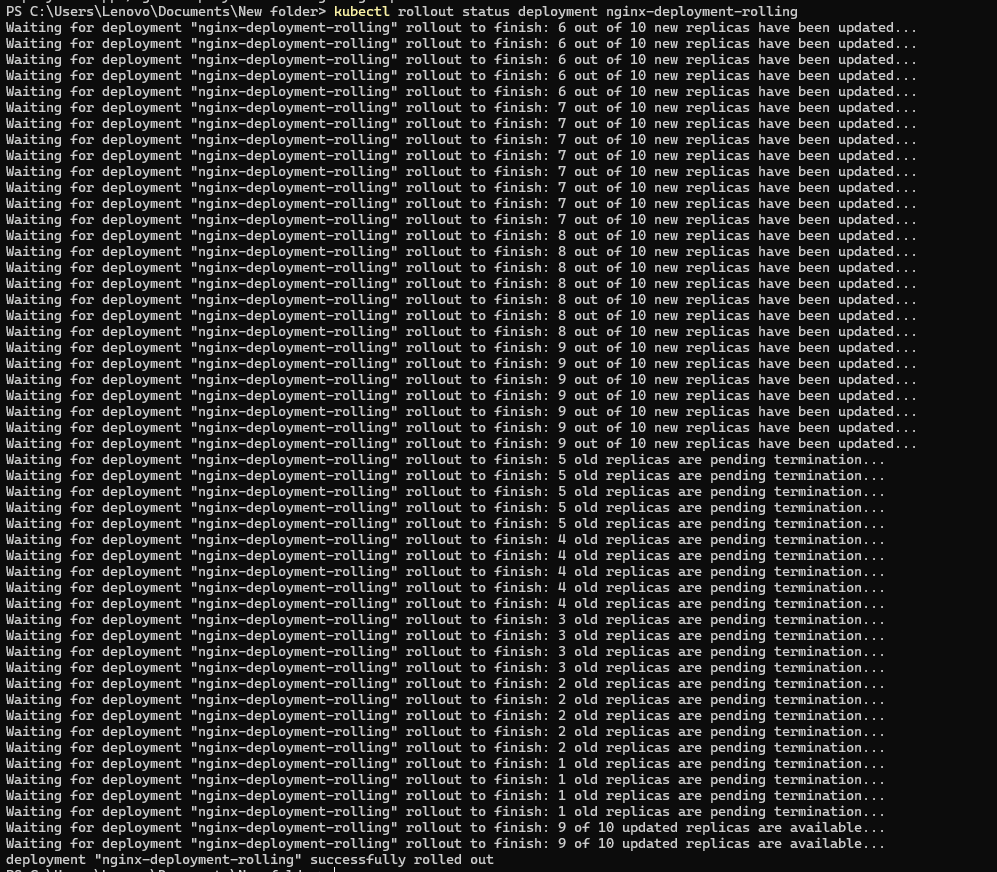 PS C:\Users\Lenovo\Documents\New folder> kubectl rollout status deployment nginx-deployment-rolling
Waiting for deployment "nginx-deployment-rolling" rollout to finish: 6 out of 10 new replicas have been updated...
Waiting for deployment "nginx-deployment-rolling" rollout to finish: 6 out of 10 new replicas have been updated...
Waiting for deployment "nginx-deployment-rolling" rollout to finish: 6 out of 10 new replicas have been updated...
Waiting for deployment "nginx-deployment-rolling" rollout to finish: 6 out of 10 new replicas have been updated...
Waiting for deployment "nginx-deployment-rolling" rollout to finish: 6 out of 10 new replicas have been updated...
Waiting for deployment "nginx-deployment-rolling" rollout to finish: 7 out of 10 new replicas have been updated...
Waiting for deployment "nginx-deployment-rolling" rollout to finish: 7 out of 10 new replicas have been updated...
Waiting for deployment "nginx-deployment-rolling" rollout to finish: 7 out of 10 new replicas have been updated...
Waiting for deployment "nginx-deployment-rolling" rollout to finish: 7 out of 10 new replicas have been updated...
Waiting for deployment "nginx-deployment-rolling" rollout to finish: 7 out of 10 new replicas have been updated...
Waiting for deployment "nginx-deployment-rolling" rollout to finish: 7 out of 10 new replicas have been updated...
Waiting for deployment "nginx-deployment-rolling" rollout to finish: 7 out of 10 new replicas have been updated...
Waiting for deployment "nginx-deployment-rolling" rollout to finish: 7 out of 10 new replicas have been updated...
Waiting for deployment "nginx-deployment-rolling" rollout to finish: 8 out of 10 new replicas have been updated...
Waiting for deployment "nginx-deployment-rolling" rollout to finish: 8 out of 10 new replicas have been updated...
Waiting for deployment "nginx-deployment-rolling" rollout to finish: 8 out of 10 new replicas have been updated...
Waiting for deployment "nginx-deployment-rolling" rollout to finish: 8 out of 10 new replicas have been updated...
Waiting for deployment "nginx-deployment-rolling" rollout to finish: 8 out of 10 new replicas have been updated...
Waiting for deployment "nginx-deployment-rolling" rollout to finish: 8 out of 10 new replicas have been updated...
Waiting for deployment "nginx-deployment-rolling" rollout to finish: 8 out of 10 new replicas have been updated...
Waiting for deployment "nginx-deployment-rolling" rollout to finish: 9 out of 10 new replicas have been updated...
Waiting for deployment "nginx-deployment-rolling" rollout to finish: 9 out of 10 new replicas have been updated...
Waiting for deployment "nginx-deployment-rolling" rollout to finish: 9 out of 10 new replicas have been updated...
Waiting for deployment "nginx-deployment-rolling" rollout to finish: 9 out of 10 new replicas have been updated...
Waiting for deployment "nginx-deployment-rolling" rollout to finish: 9 out of 10 new replicas have been updated...
Waiting for deployment "nginx-deployment-rolling" rollout to finish: 9 out of 10 new replicas have been updated...
Waiting for deployment "nginx-deployment-rolling" rollout to finish: 9 out of 10 new replicas have been updated...
Waiting for deployment "nginx-deployment-rolling" rollout to finish: 5 old replicas are pending termination...
Waiting for deployment "nginx-deployment-rolling" rollout to finish: 5 old replicas are pending termination...
Waiting for deployment "nginx-deployment-rolling" rollout to finish: 5 old replicas are pending termination...
Waiting for deployment "nginx-deployment-rolling" rollout to finish: 5 old replicas are pending termination...
Waiting for deployment "nginx-deployment-rolling" rollout to finish: 5 old replicas are pending termination...
Waiting for deployment "nginx-deployment-rolling" rollout to finish: 4 old replicas are pending termination...
Waiting for deployment "nginx-deployment-rolling" rollout to finish: 4 old replicas are pending termination...
Waiting for deployment "nginx-deployment-rolling" rollout to finish: 4 old replicas are pending termination...
Waiting for deployment "nginx-deployment-rolling" rollout to finish: 4 old replicas are pending termination...
Waiting for deployment "nginx-deployment-rolling" rollout to finish: 4 old replicas are pending termination...
Waiting for deployment "nginx-deployment-rolling" rollout to finish: 3 old replicas are pending termination...
Waiting for deployment "nginx-deployment-rolling" rollout to finish: 3 old replicas are pending termination...
Waiting for deployment "nginx-deployment-rolling" rollout to finish: 3 old replicas are pending termination...
Waiting for deployment "nginx-deployment-rolling" rollout to finish: 3 old replicas are pending termination...
Waiting for deployment "nginx-deployment-rolling" rollout to finish: 2 old replicas are pending termination...
Waiting for deployment "nginx-deployment-rolling" rollout to finish: 2 old replicas are pending termination...
Waiting for deployment "nginx-deployment-rolling" rollout to finish: 2 old replicas are pending termination...
Waiting for deployment "nginx-deployment-rolling" rollout to finish: 2 old replicas are pending termination...
Waiting for deployment "nginx-deployment-rolling" rollout to finish: 2 old replicas are pending termination...
Waiting for deployment "nginx-deployment-rolling" rollout to finish: 1 old replicas are pending termination...
Waiting for deployment "nginx-deployment-rolling" rollout to finish: 1 old replicas are pending termination...
Waiting for deployment "nginx-deployment-rolling" rollout to finish: 1 old replicas are pending termination...
Waiting for deployment "nginx-deployment-rolling" rollout to finish: 1 old replicas are pending termination...
Waiting for deployment "nginx-deployment-rolling" rollout to finish: 9 of 10 updated replicas are available...
Waiting for deployment "nginx-deployment-rolling" rollout to finish: 9 of 10 updated replicas are available...
deployment "nginx-deployment-rolling" successfully rolled out